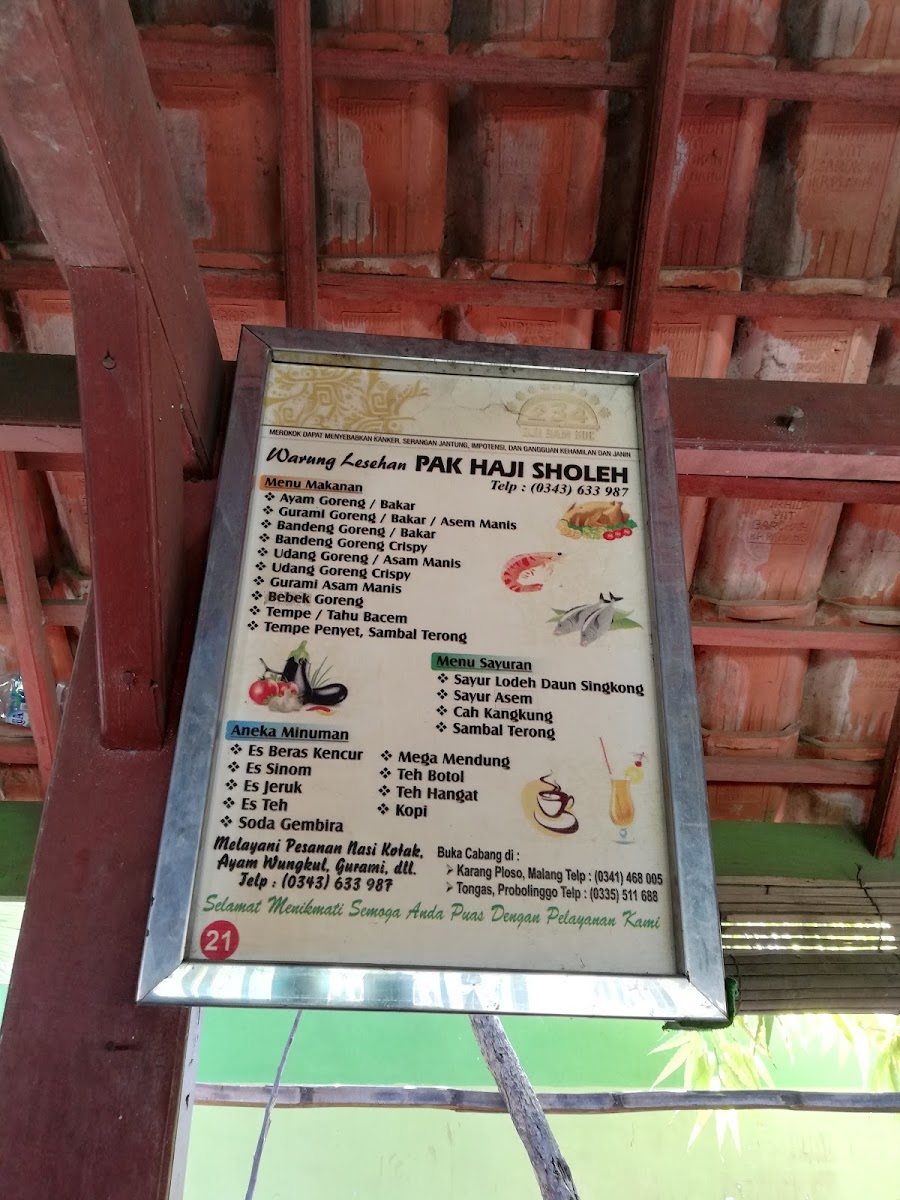 234
DJI SAM SOE
MEROKOK DAPAT MENYEBABKAN KANKER, SERANGAN JANTUNG, IMPOTENSI, DAN GANGGUAN KEHAMILAN DAN JANIN
Warung Lesehan PAK HAJI SHOLEH
Telp : (0343) 633 987
Menu Makanan
❖ Ayam Goreng / Bakar
❖ Gurami Goreng / Bakar / Asem Manis
❖ Bandeng Goreng / Bakar
❖ Bandeng Goreng Crispy
❖ Udang Goreng / Asam Manis
❖ Udang Goreng Crispy
❖ Gurami Asam Manis
❖ Bebek Goreng
❖ Tempe / Tahu Bacem
❖ Tempe Penyet, Sambal Terong
Menu Sayuran
❖ Sayur Lodeh Daun Singkong
❖ Sayur Asem
❖ Cah Kangkung
❖ Sambal Terong
Aneka Minuman
❖ Es Beras Kencur
❖ Es Sinom
❖ Es Jeruk
❖ Es Teh
❖ Soda Gembira
❖ Mega Mendung
❖ Teh Botol
❖ Teh Hangat
❖ Kopi
Melayani Pesanan Nasi Kotak,
Ayam Wungkul, Gurami, dll.
Telp : (0343) 633 987
Buka Cabang di :
➢ Karang Ploso, Malang Telp : (0341) 468 005
➢ Tongas, Probolinggo Telp : (0335) 511 688
Selamat Menikmati Semoga Anda Puas Dengan Pelayanan Kami
21